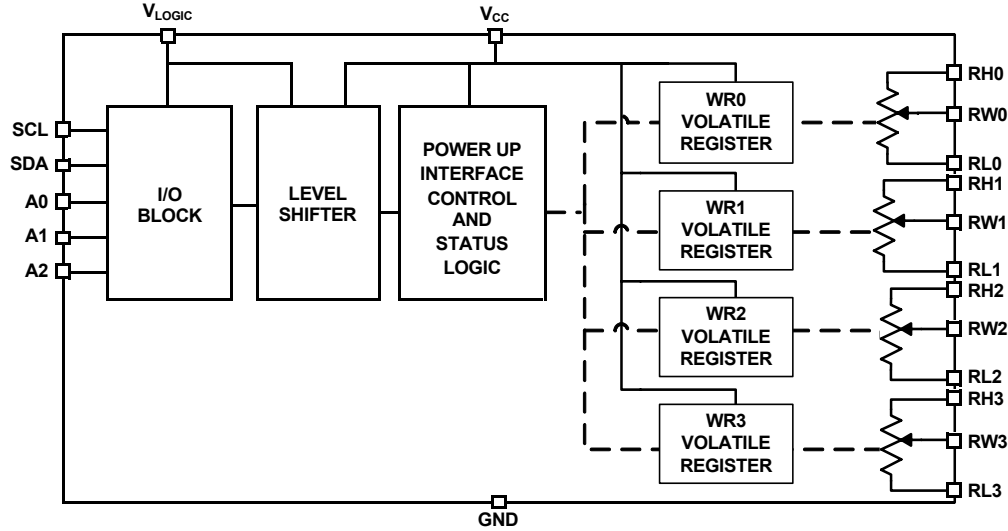 VLOGIC
VCC
SCL
SDA
A0
A1
A2
I/O
BLOCK
LEVEL
SHIFTER
POWER UP
INTERFACE
CONTROL
AND
STATUS
LOGIC
WR0
VOLATILE
REGISTER
WR1
VOLATILE
REGISTER
WR2
VOLATILE
REGISTER
WR3
VOLATILE
REGISTER
RH0
RW0
RL0
RH1
RW1
RL1
RH2
RW2
RL2
RH3
RW3
RL3
GND